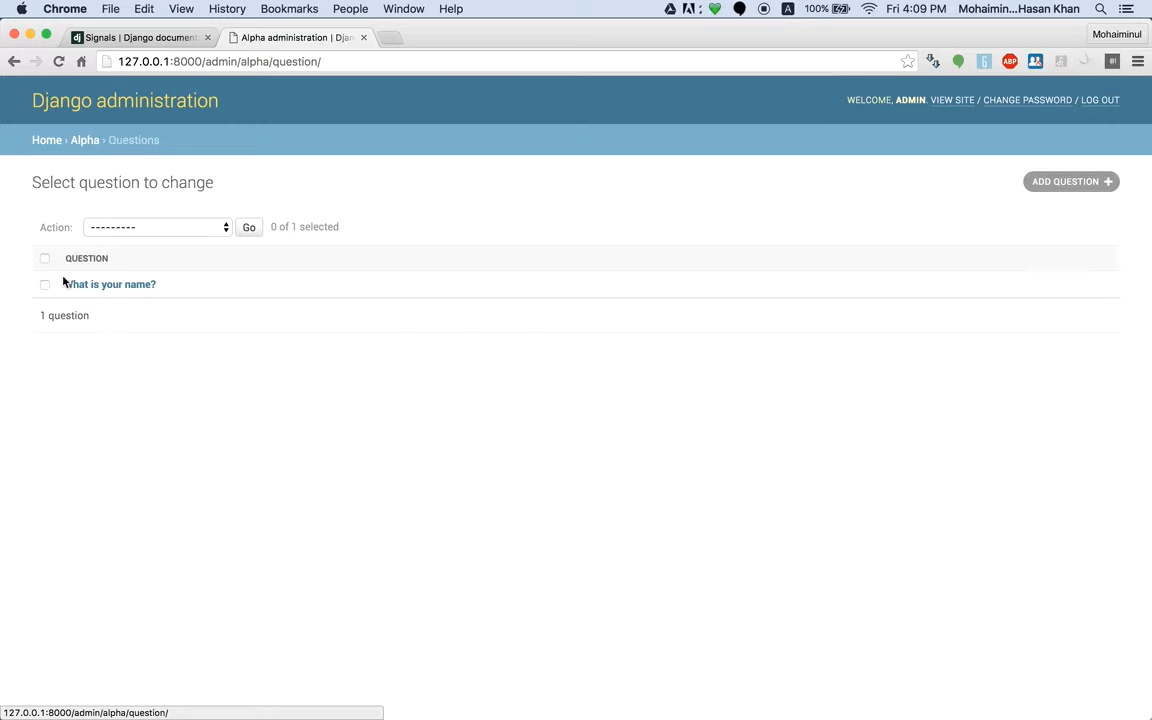 Chrome File Edit View History Bookmarks People Window Help 100% Fri 4:09 PM Mohaimin...Hasan Khan
Signals | Django document Alpha administration | Djan Mohaiminul
127.0.0.1:8000/admin/alpha/question/
Django administration WELCOME, ADMIN. VIEW SITE / CHANGE PASSWORD / LOG OUT
Home › Alpha › Questions
Select question to change ADD QUESTION +
Action: --------- Go 0 of 1 selected
QUESTION
What is your name?
1 question
127.0.0.1:8000/admin/alpha/question/